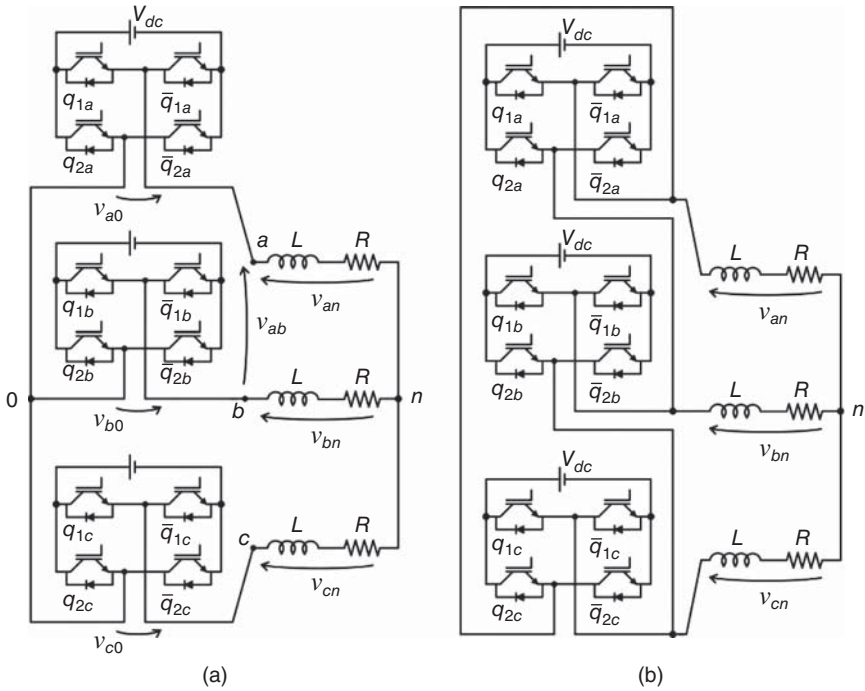 V_dc
q_1a q̅_1a
q_2a q̅_2a
v_a0
a L R
v_an
v_ab
q_1b q̅_1b
q_2b q̅_2b
0 v_b0 b L R n
v_bn
q_1c q̅_1c
c L R
q_2c q̅_2c
v_cn
v_c0
(a)
V_dc
q_1a q̅_1a
q_2a q̅_2a
L R
V_dc
v_an
q_1b q̅_1b
q_2b q̅_2b
L R n
v_bn
V_dc
q_1c q̅_1c
L R
q_2c q̅_2c
v_cn
(b)